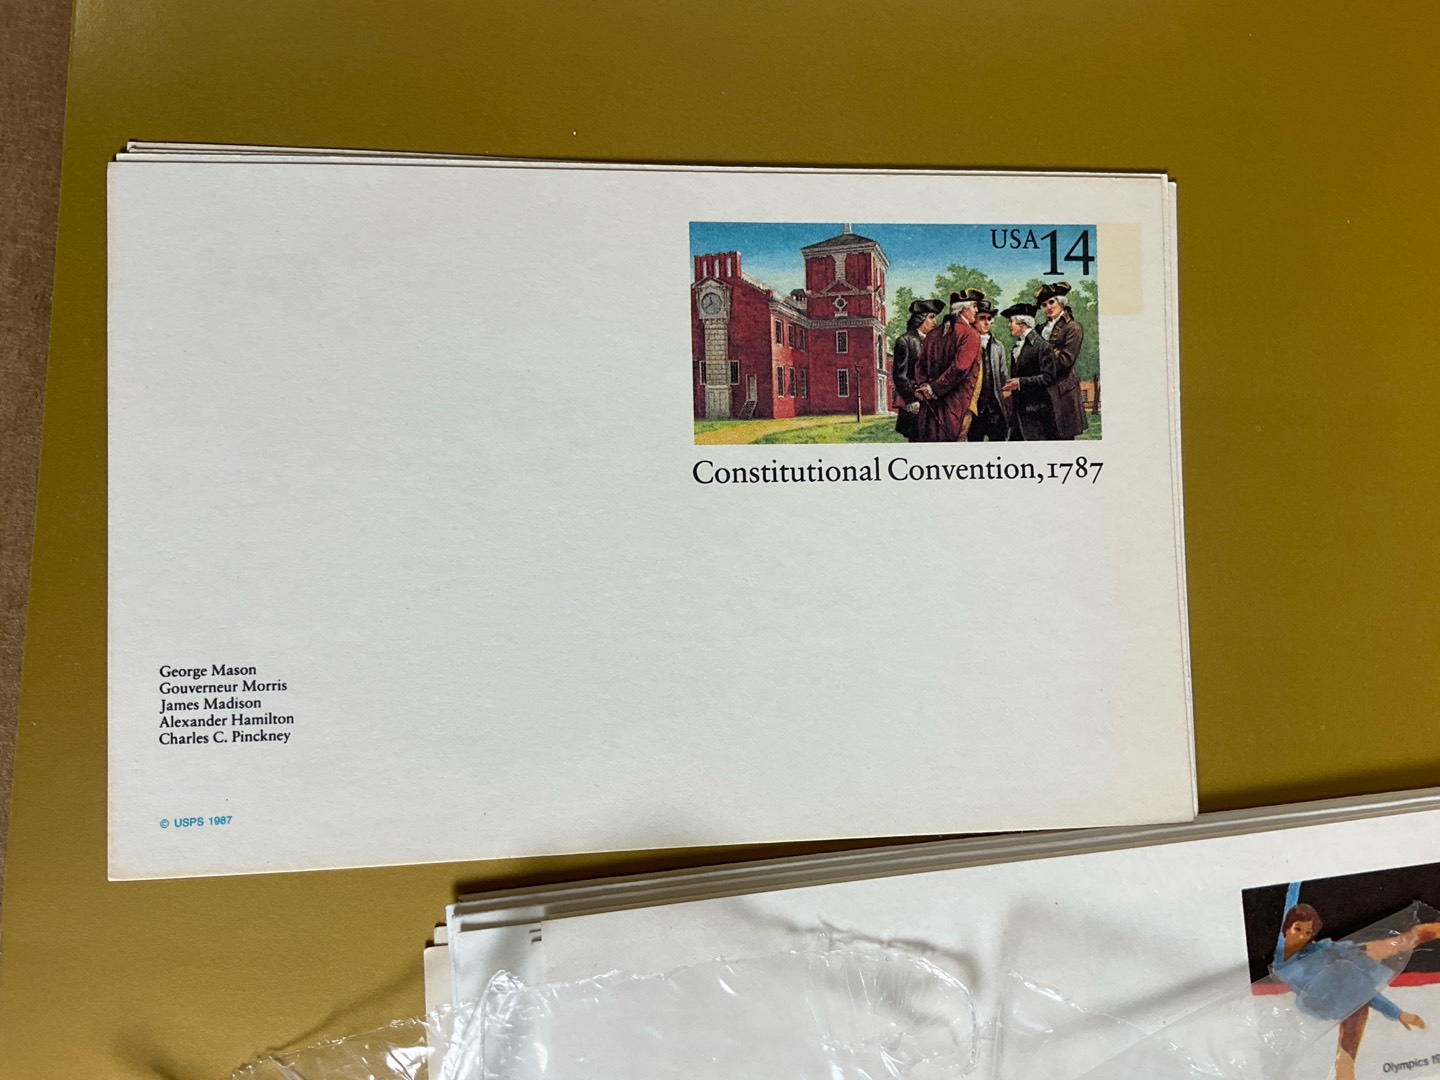 USA14
Constitutional Convention, 1787
George Mason
Gouverneur Morris
James Madison
Alexander Hamilton
Charles C. Pinckney
© USPS 1987
Olympics